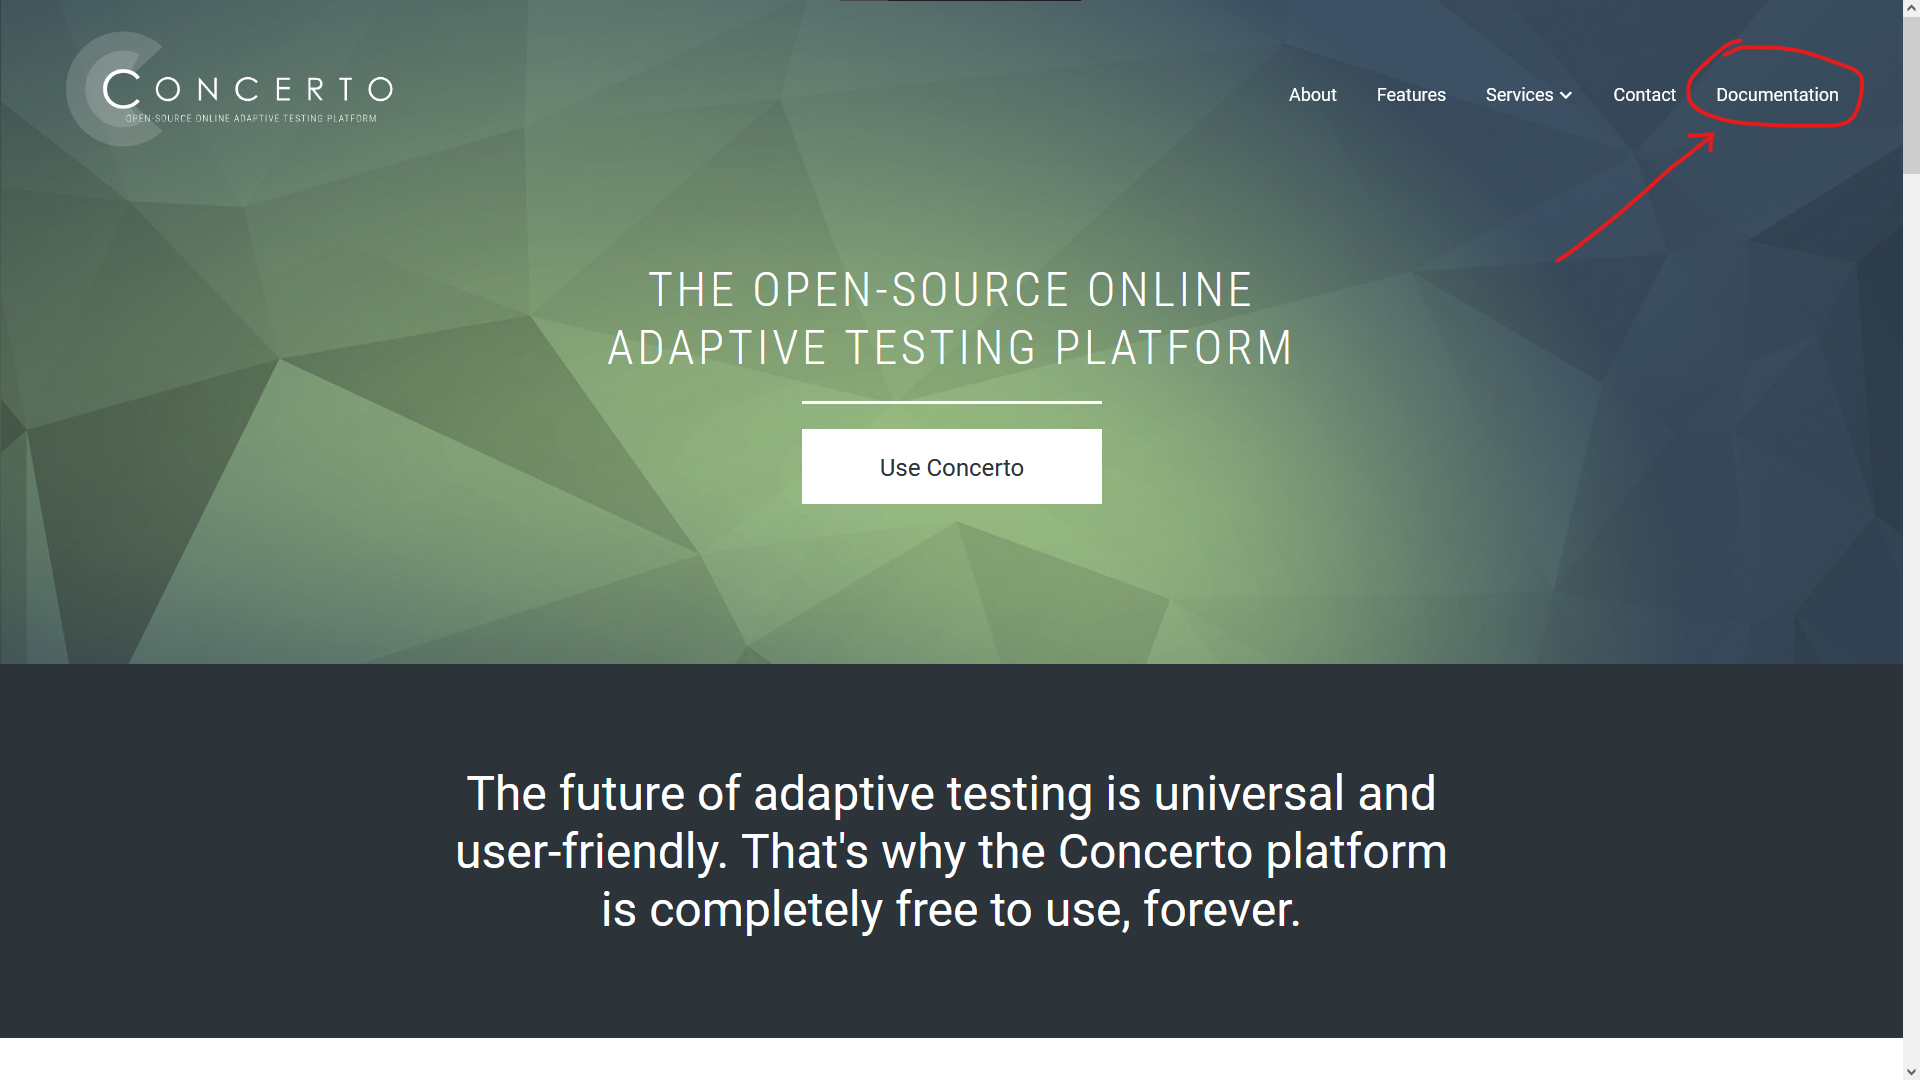 CONCERTO
OPEN-SOURCE ONLINE ADAPTIVE TESTING PLATFORM
About Features Services Contact Documentation
THE OPEN-SOURCE ONLINE
ADAPTIVE TESTING PLATFORM
Use Concerto
The future of adaptive testing is universal and
user-friendly. That's why the Concerto platform
is completely free to use, forever.